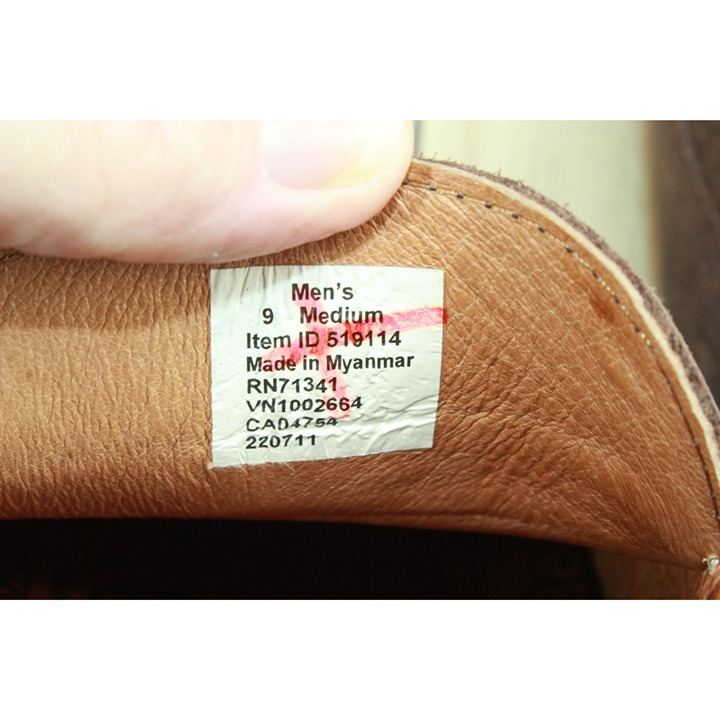 Men's
9 Medium
Item ID 519114
Made in Myanmar
RN71341
VN1002664
CA04754
220711